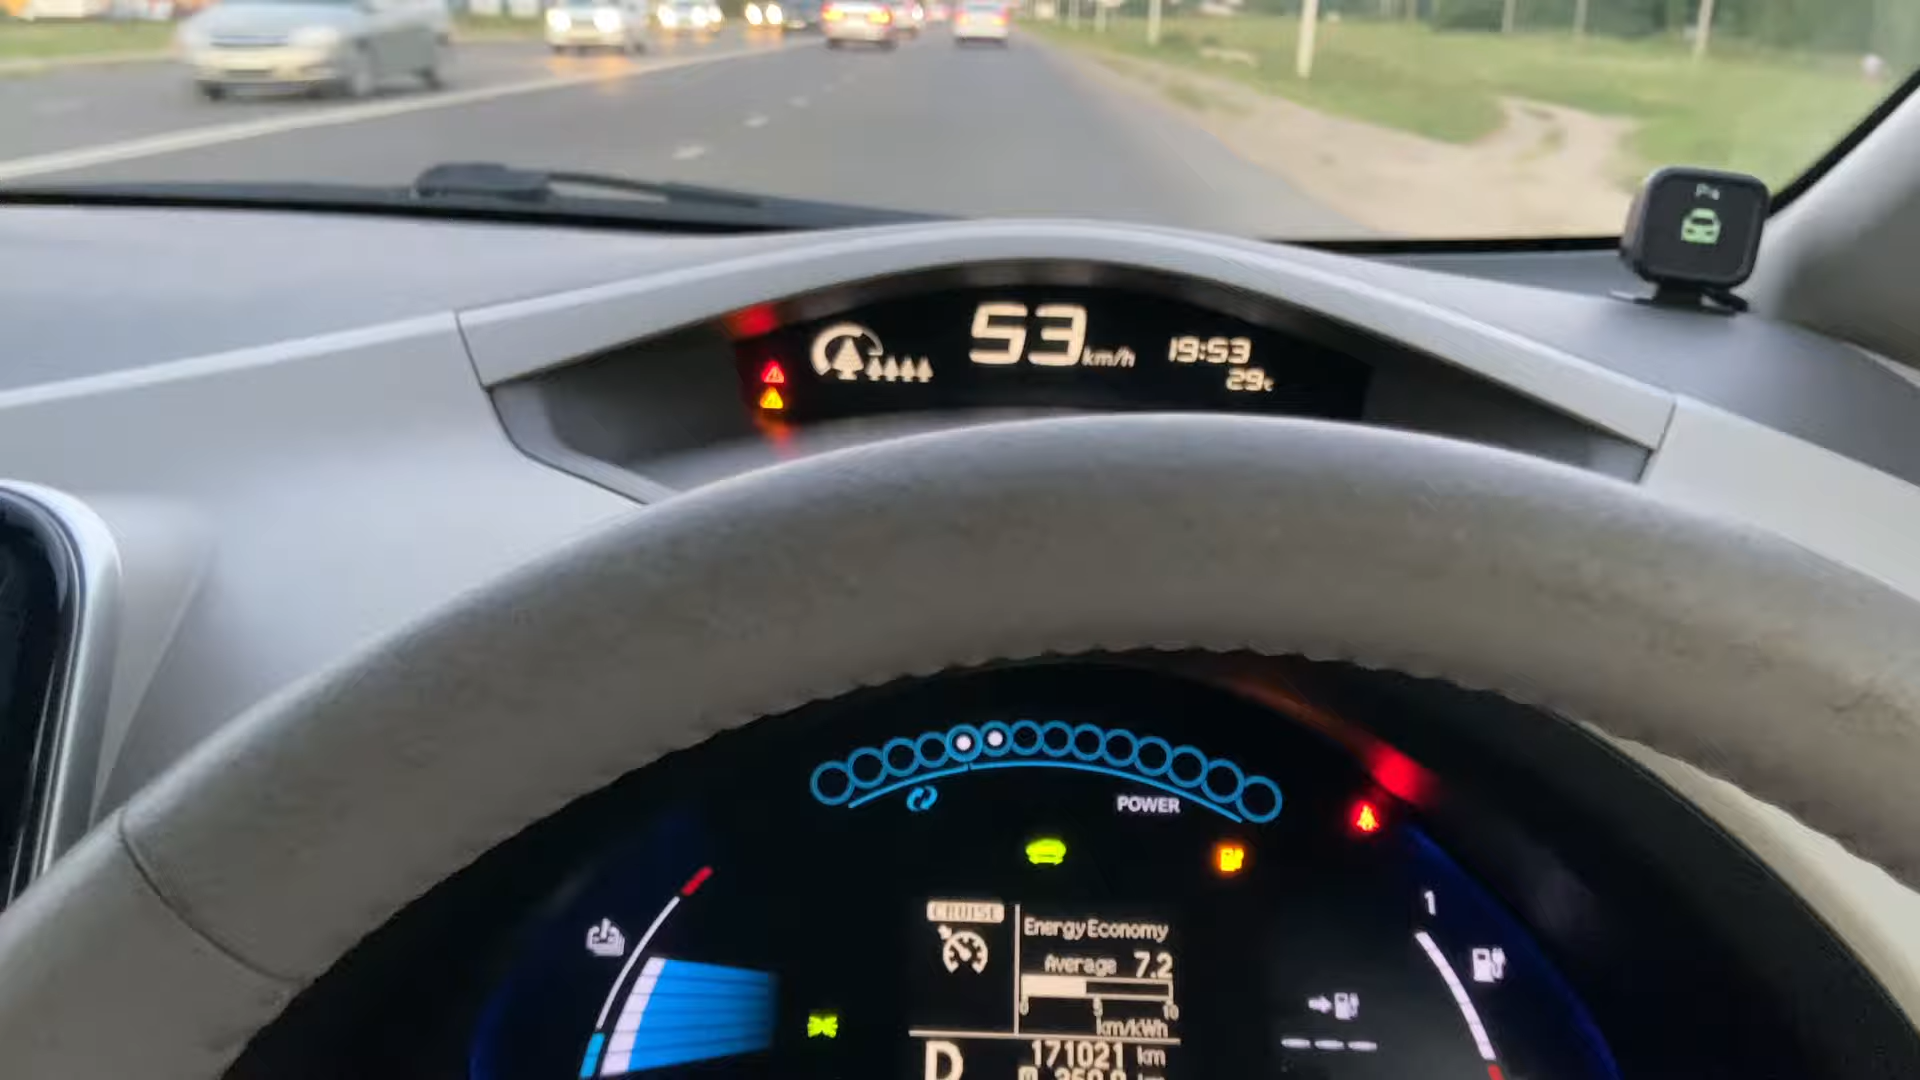 53 km/h
19:53
29c
POWER
CRUISE
Energy Economy
Average 7.2
0 5 10
km/kWh
1
---
D
171021 km